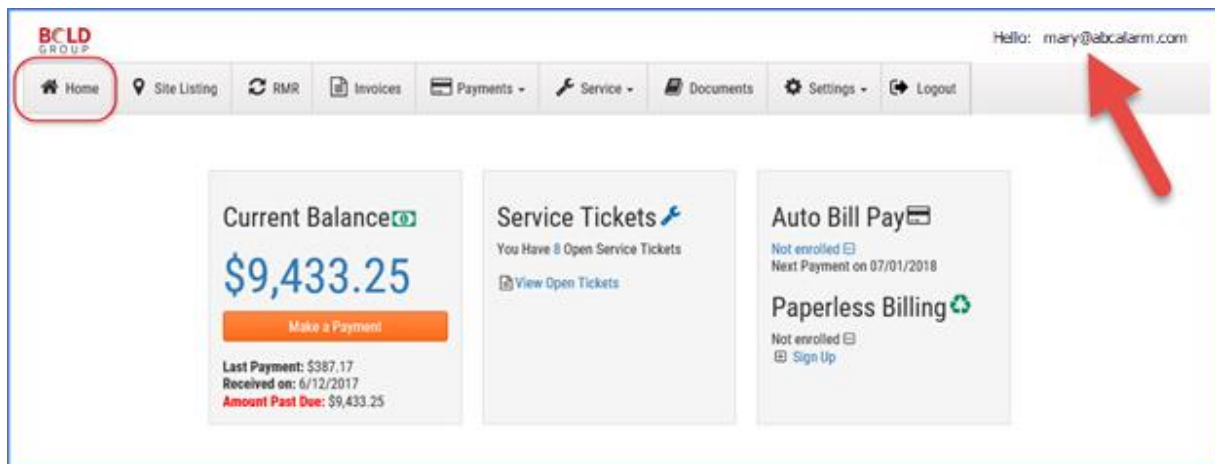 BOLD
GROUP
Hello: mary@abcalarm.com
Home Site Listing RMR Invoices Payments Service Documents Settings Logout
Current Balance
$9,433.25
Make a Payment
Last Payment: $387.17
Received on: 6/12/2017
Amount Past Due: $9,433.25
Service Tickets
You Have 8 Open Service Tickets
View Open Tickets
Auto Bill Pay
Not enrolled
Next Payment on 07/01/2018
Paperless Billing
Not enrolled
Sign Up